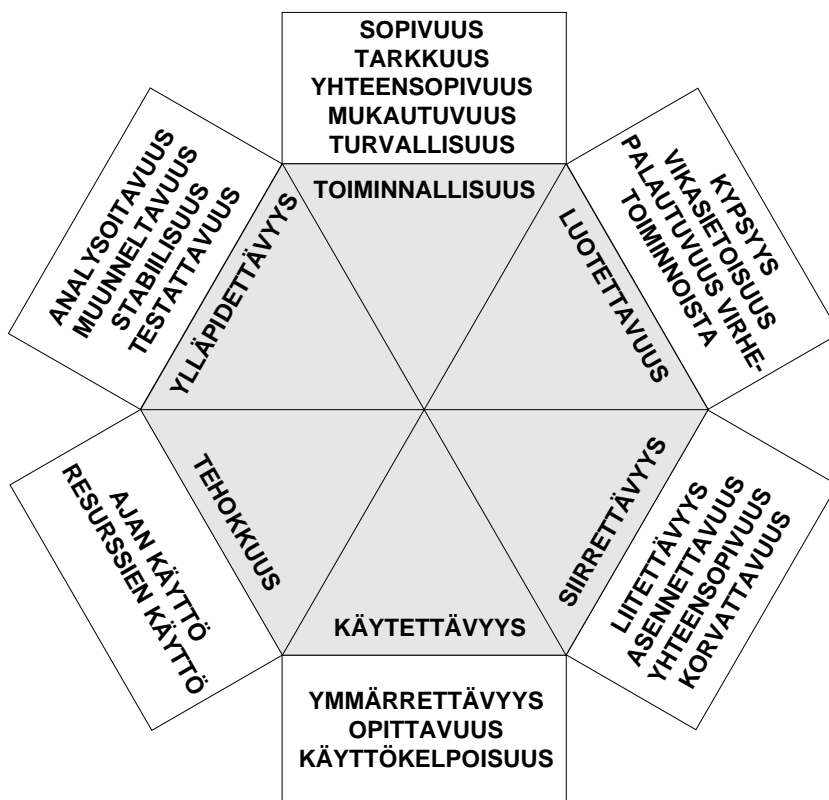 SOPIVUUS
TARKKUUS
YHTEENSOPIVUUS
MUKAUTUVUUS
TURVALLISUUS
TOIMINNALLISUUS
KYPSYYS
VIKASIETOISUUS
PALAUTUVUUS VIRHE-
TOIMINNOISTA
LUOTETTAVUUS
ANALYSOITAVUUS
MUUNNELTAVUUS
STABIILISUUS
TESTATTAVUUS
YLLÄPIDETTÄVYYS
TEHOKKUUS
AJAN KÄYTTÖ
RESURSSIEN KÄYTTÖ
SIIRRETTÄVYYS
LIITETTÄVYYS
ASENNETTAVUUS
YHTEENSOPIVUUS
KORVATTAVUUS
KÄYTETTÄVYYS
YMMÄRRETTÄVYYS
OPITTAVUUS
KÄYTTÖKELPOISUUS